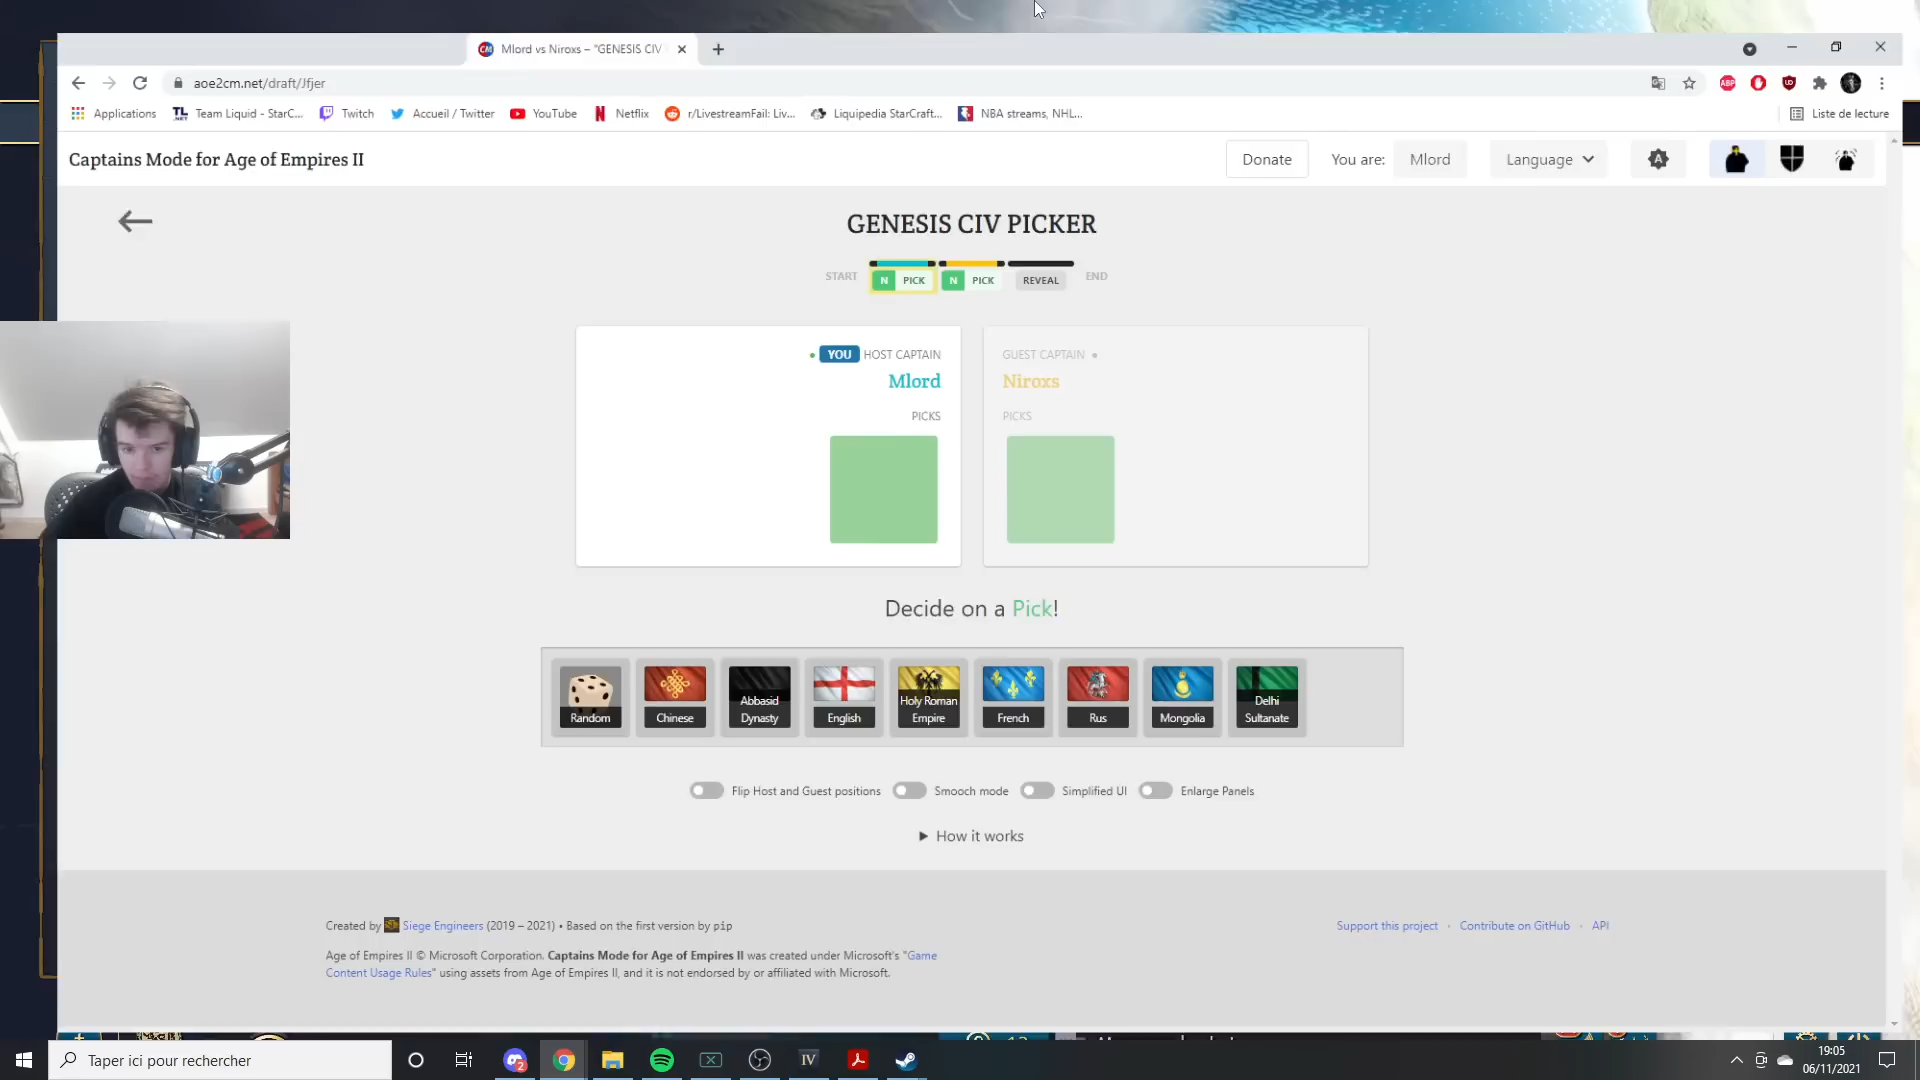 Mlord vs Niroxs – "GENESIS CIV
aoe2cm.net/draft/Jfjer
Applications
Team Liquid - StarC...
Twitch
Accueil / Twitter
YouTube
Netflix
r/LivestreamFail: Liv...
Liquipedia StarCraft...
NBA streams, NHL...
Liste de lecture
Captains Mode for Age of Empires II
Donate
You are:
Mlord
Language
GENESIS CIV PICKER
START
N PICK
N PICK
REVEAL
END
YOU HOST CAPTAIN
Mlord
PICKS
GUEST CAPTAIN
Niroxs
PICKS
Decide on a Pick!
Random
Chinese
Abbasid
Dynasty
English
Holy Roman
Empire
French
Rus
Mongolia
Delhi
Sultanate
Flip Host and Guest positions
Smooch mode
Simplified UI
Enlarge Panels
How it works
Created by Siege Engineers (2019 – 2021) • Based on the first version by pip
Support this project • Contribute on GitHub • API
Age of Empires II © Microsoft Corporation. Captains Mode for Age of Empires II was created under Microsoft's "Game
Content Usage Rules" using assets from Age of Empires II, and it is not endorsed by or affiliated with Microsoft.
Taper ici pour rechercher
19:05
06/11/2021